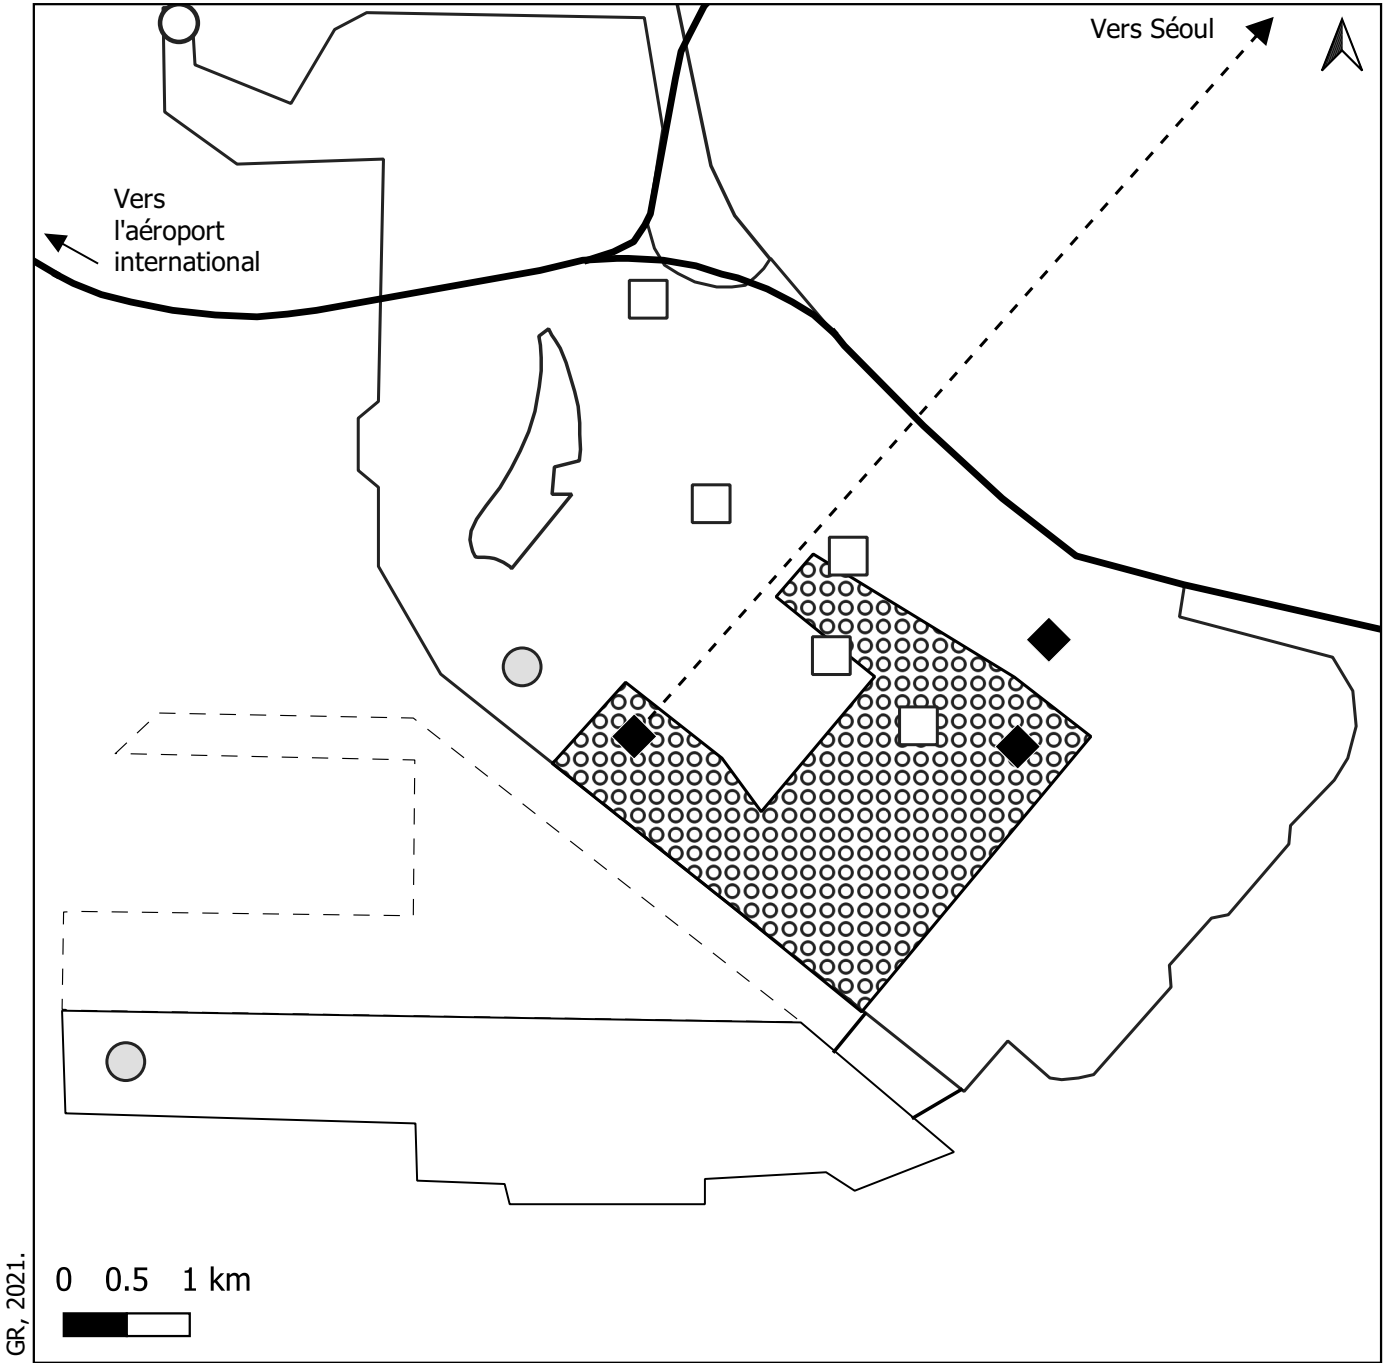 Vers Séoul
Vers
l'aéroport
international
0 0.5 1 km
GR, 2021.